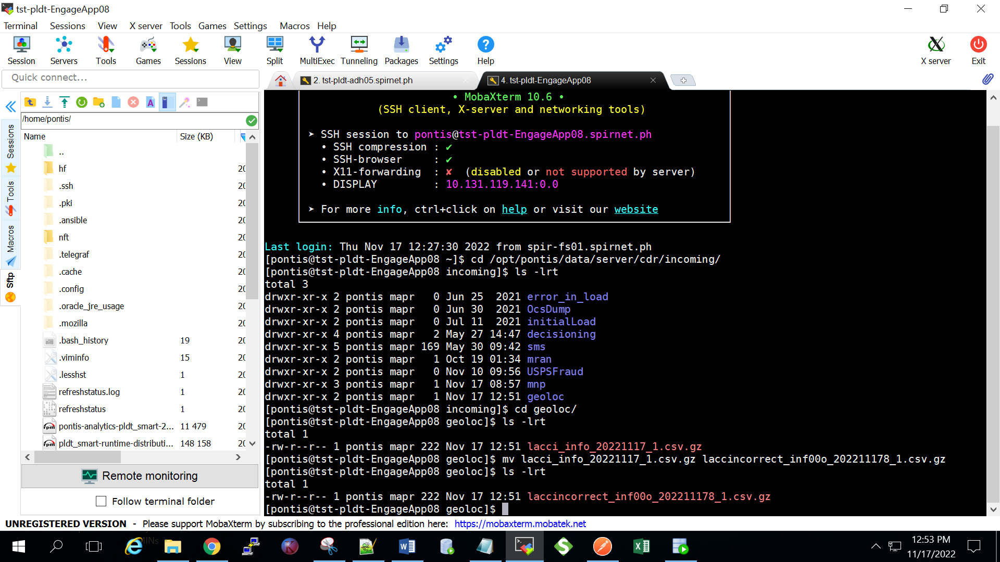 tst-pldt-EngageApp08
Terminal Sessions View X server Tools Games Settings Macros Help
Session Servers Tools Games Sessions View Split MultiExec Tunneling Packages Settings Help X server Exit
Quick connect...
2. tst-pldt-adh05.spirnet.ph
4. tst-pldt-EngageApp08
/home/pontis/
Name Size (KB)
..
hf 20
.ssh 20
.pki 20
.ansible 20
nft 20
.telegraf 20
.cache 20
.config 20
.oracle_jre_usage 20
.mozilla 20
.bash_history 19 20
.viminfo 15 20
.lesshst 1 20
refreshstatus.log 1 20
refreshstatus 1 20
pontis-analytics-pldt_smart-2... 11 479 20
pldt_smart-runtime-distributi... 148 158 20
Sessions
Tools
Macros
Sftp
Remote monitoring
Follow terminal folder
• MobaXterm 10.6 •
(SSH client, X-server and networking tools)
➤ SSH session to pontis@tst-pldt-EngageApp08.spirnet.ph
• SSH compression : ✔
• SSH-browser : ✔
• X11-forwarding : ✘ (disabled or not supported by server)
• DISPLAY : 10.131.119.141:0.0
➤ For more info, ctrl+click on help or visit our website
Last login: Thu Nov 17 12:27:30 2022 from spir-fs01.spirnet.ph
[pontis@tst-pldt-EngageApp08 ~]$ cd /opt/pontis/data/server/cdr/incoming/
[pontis@tst-pldt-EngageApp08 incoming]$ ls -lrt
total 3
drwxr-xr-x 2 pontis mapr 0 Jun 25 2021 error_in_load
drwxr-xr-x 2 pontis mapr 0 Jun 30 2021 OcsDump
drwxr-xr-x 2 pontis mapr 0 Jul 11 2021 initialLoad
drwxr-xr-x 4 pontis mapr 2 May 27 14:47 decisioning
drwxr-xr-x 5 pontis mapr 169 May 30 09:42 sms
drwxr-xr-x 2 pontis mapr 1 Oct 19 01:34 mran
drwxr-xr-x 2 pontis mapr 0 Nov 10 09:56 USPSFraud
drwxr-xr-x 3 pontis mapr 1 Nov 17 08:57 mnp
drwxr-xr-x 2 pontis mapr 1 Nov 17 12:51 geoloc
[pontis@tst-pldt-EngageApp08 incoming]$ cd geoloc/
[pontis@tst-pldt-EngageApp08 geoloc]$ ls -lrt
total 1
-rw-r--r-- 1 pontis mapr 222 Nov 17 12:51 lacci_info_20221117_1.csv.gz
[pontis@tst-pldt-EngageApp08 geoloc]$ mv lacci_info_20221117_1.csv.gz laccincorrect_inf00o_202211178_1.csv.gz
[pontis@tst-pldt-EngageApp08 geoloc]$ ls -lrt
total 1
-rw-r--r-- 1 pontis mapr 222 Nov 17 12:51 laccincorrect_inf00o_202211178_1.csv.gz
[pontis@tst-pldt-EngageApp08 geoloc]$
UNREGISTERED VERSION - Please support MobaXterm by subscribing to the professional edition here: https://mobaxterm.mobatek.net
12:53 PM
11/17/2022